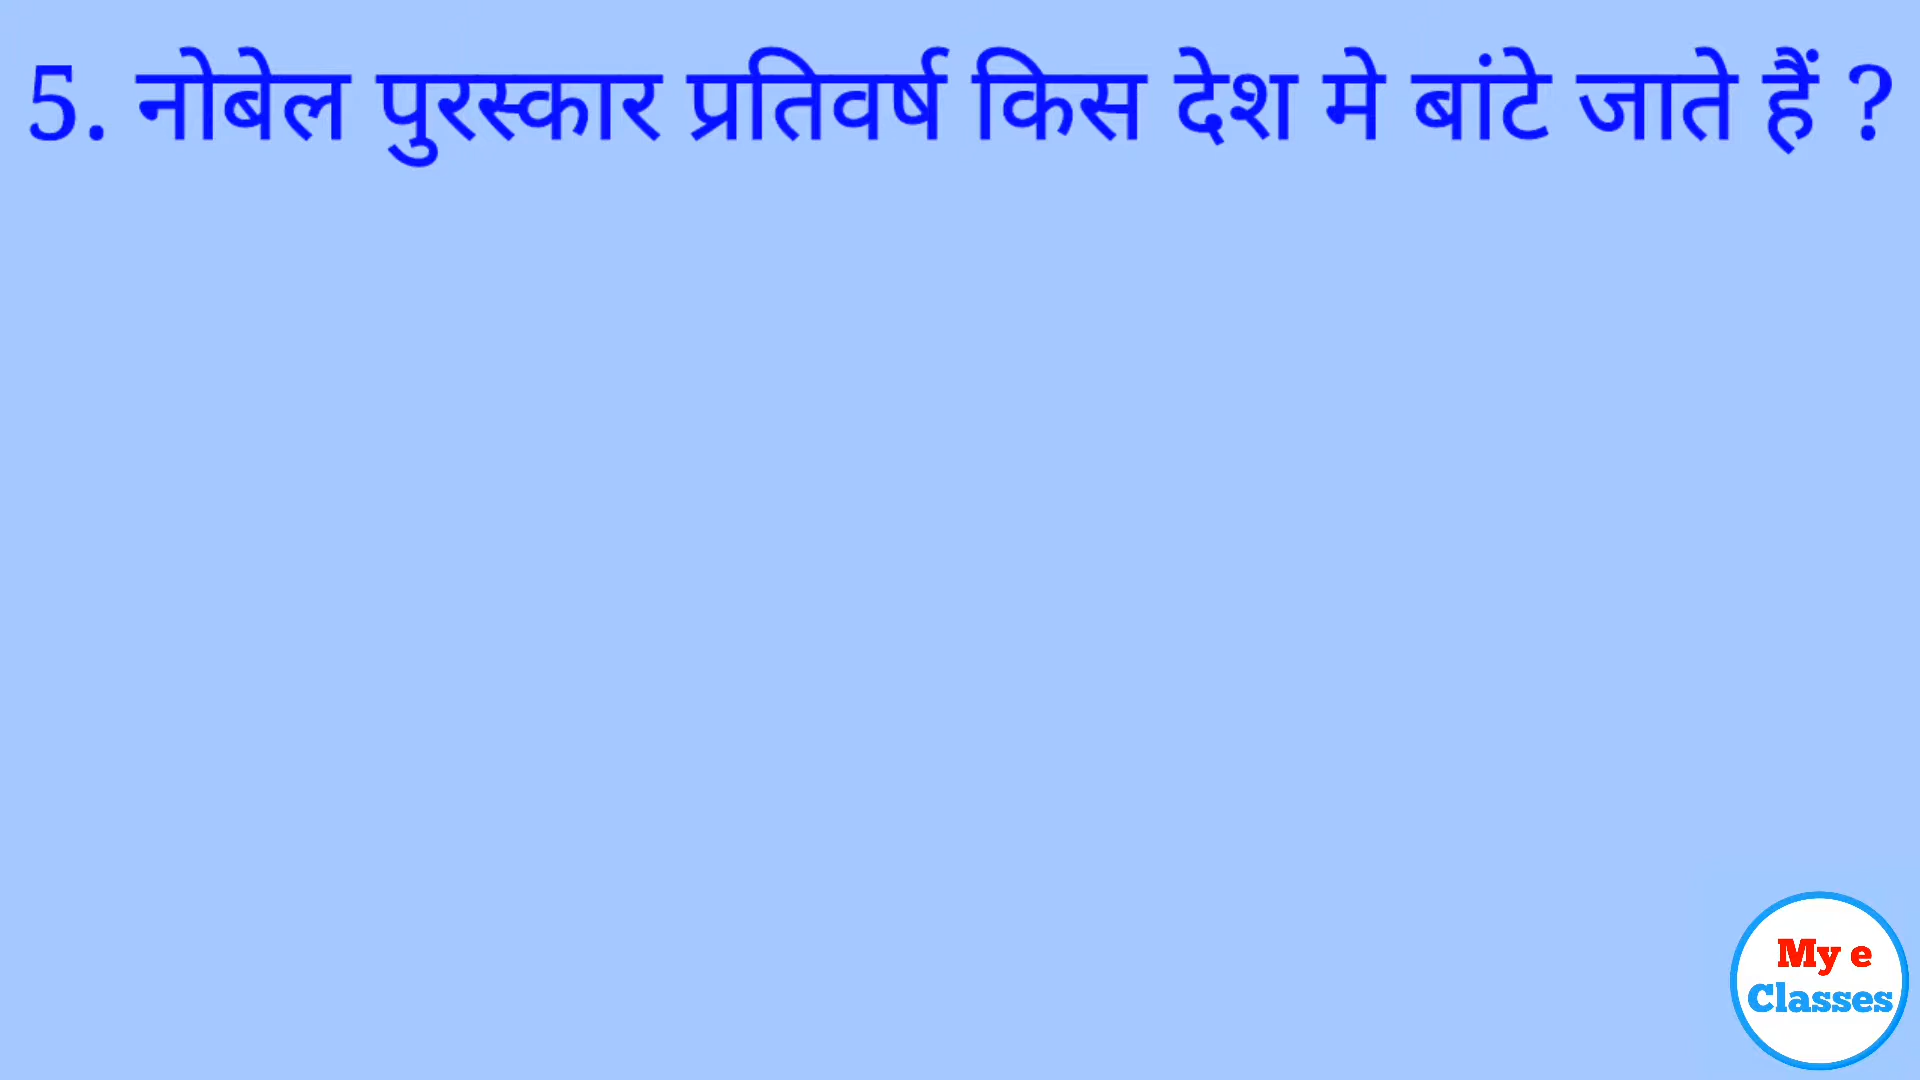 5. नोबेल पुरस्कार प्रतिवर्ष किस देश मे बांटे जाते हैं ?
My e
Classes